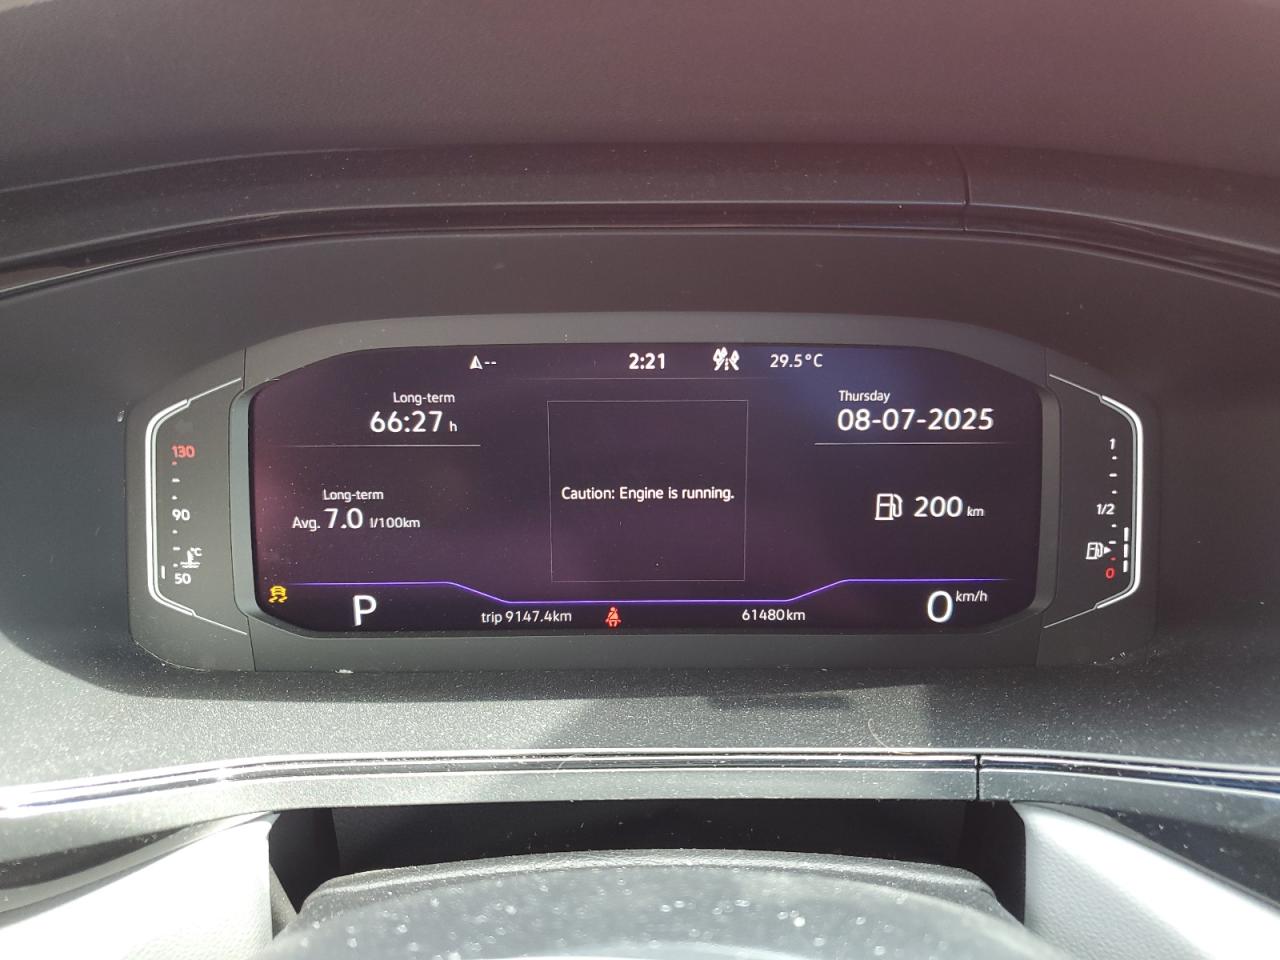 --
2:21
29.5°C
Long-term
66:27 h
Thursday
08-07-2025
130
90
°C
50
Long-term
Avg. 7.0 l/100km
Caution: Engine is running.
200 km
1
1/2
0
P
trip 9147.4km
61480km
0 km/h